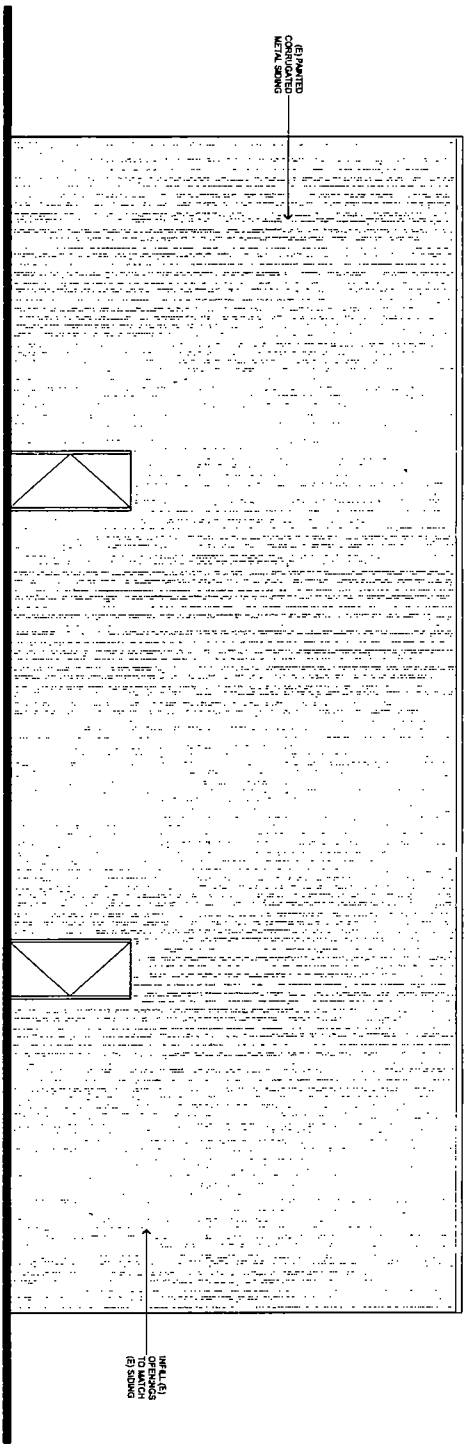 (E) PAINTED
CORRUGATED
METAL SIDING
INFILL (E)
OPENINGS
TO MATCH
(E) SIDING